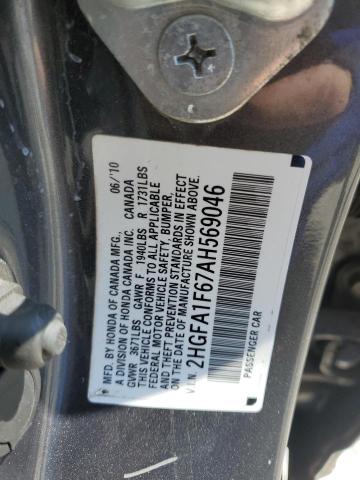 MFD. BY HONDA OF CANADA MFG., 06/'10
A DIVISION OF HONDA CANADA INC. CANADA
GVWR 3671LBS GAWR F 1940LBS R 1731LBS
THIS VEHICLE CONFORMS TO ALL APPLICABLE
FEDERAL MOTOR VEHICLE SAFETY, BUMPER,
AND THEFT PREVENTION STANDARDS IN EFFECT
ON THE DATE OF MANUFACTURE SHOWN ABOVE.
V.I.N. 2HGFA1F67AH569046
PASSENGER CAR